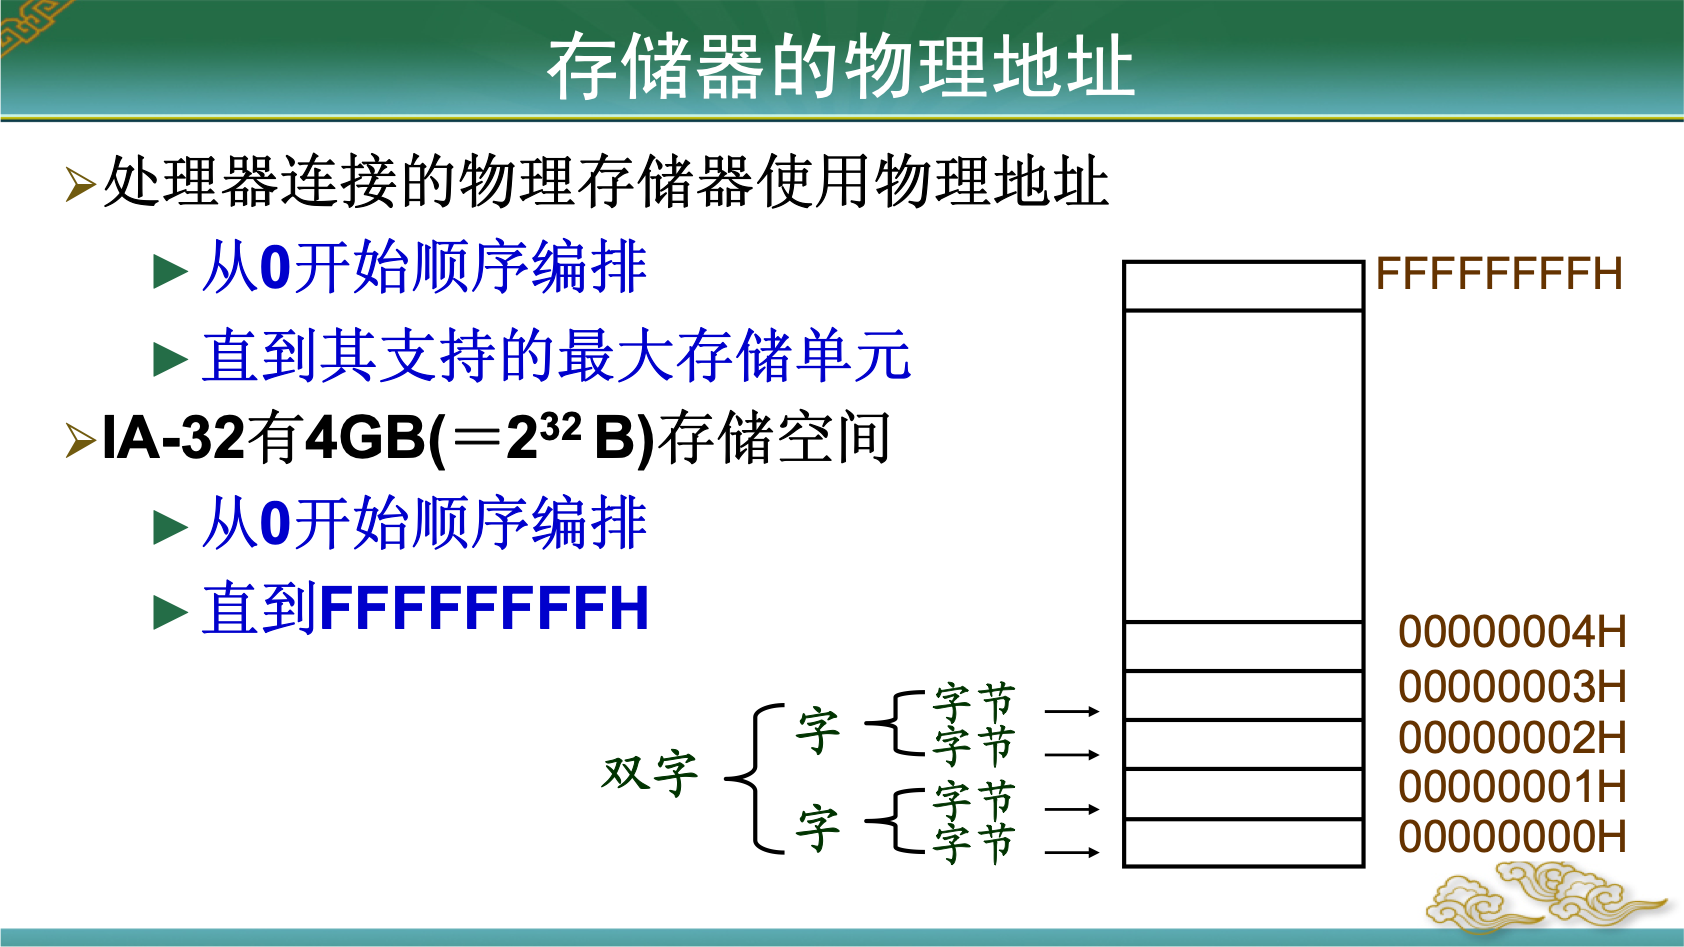 存储器的物理地址
处理器连接的物理存储器使用物理地址
从0开始顺序编排
直到其支持的最大存储单元
IA-32有4GB(＝2³² B)存储空间
从0开始顺序编排
直到FFFFFFFFH
FFFFFFFFH
00000004H
00000003H
00000002H
00000001H
00000000H
双字
字
字
字节
字节
字节
字节